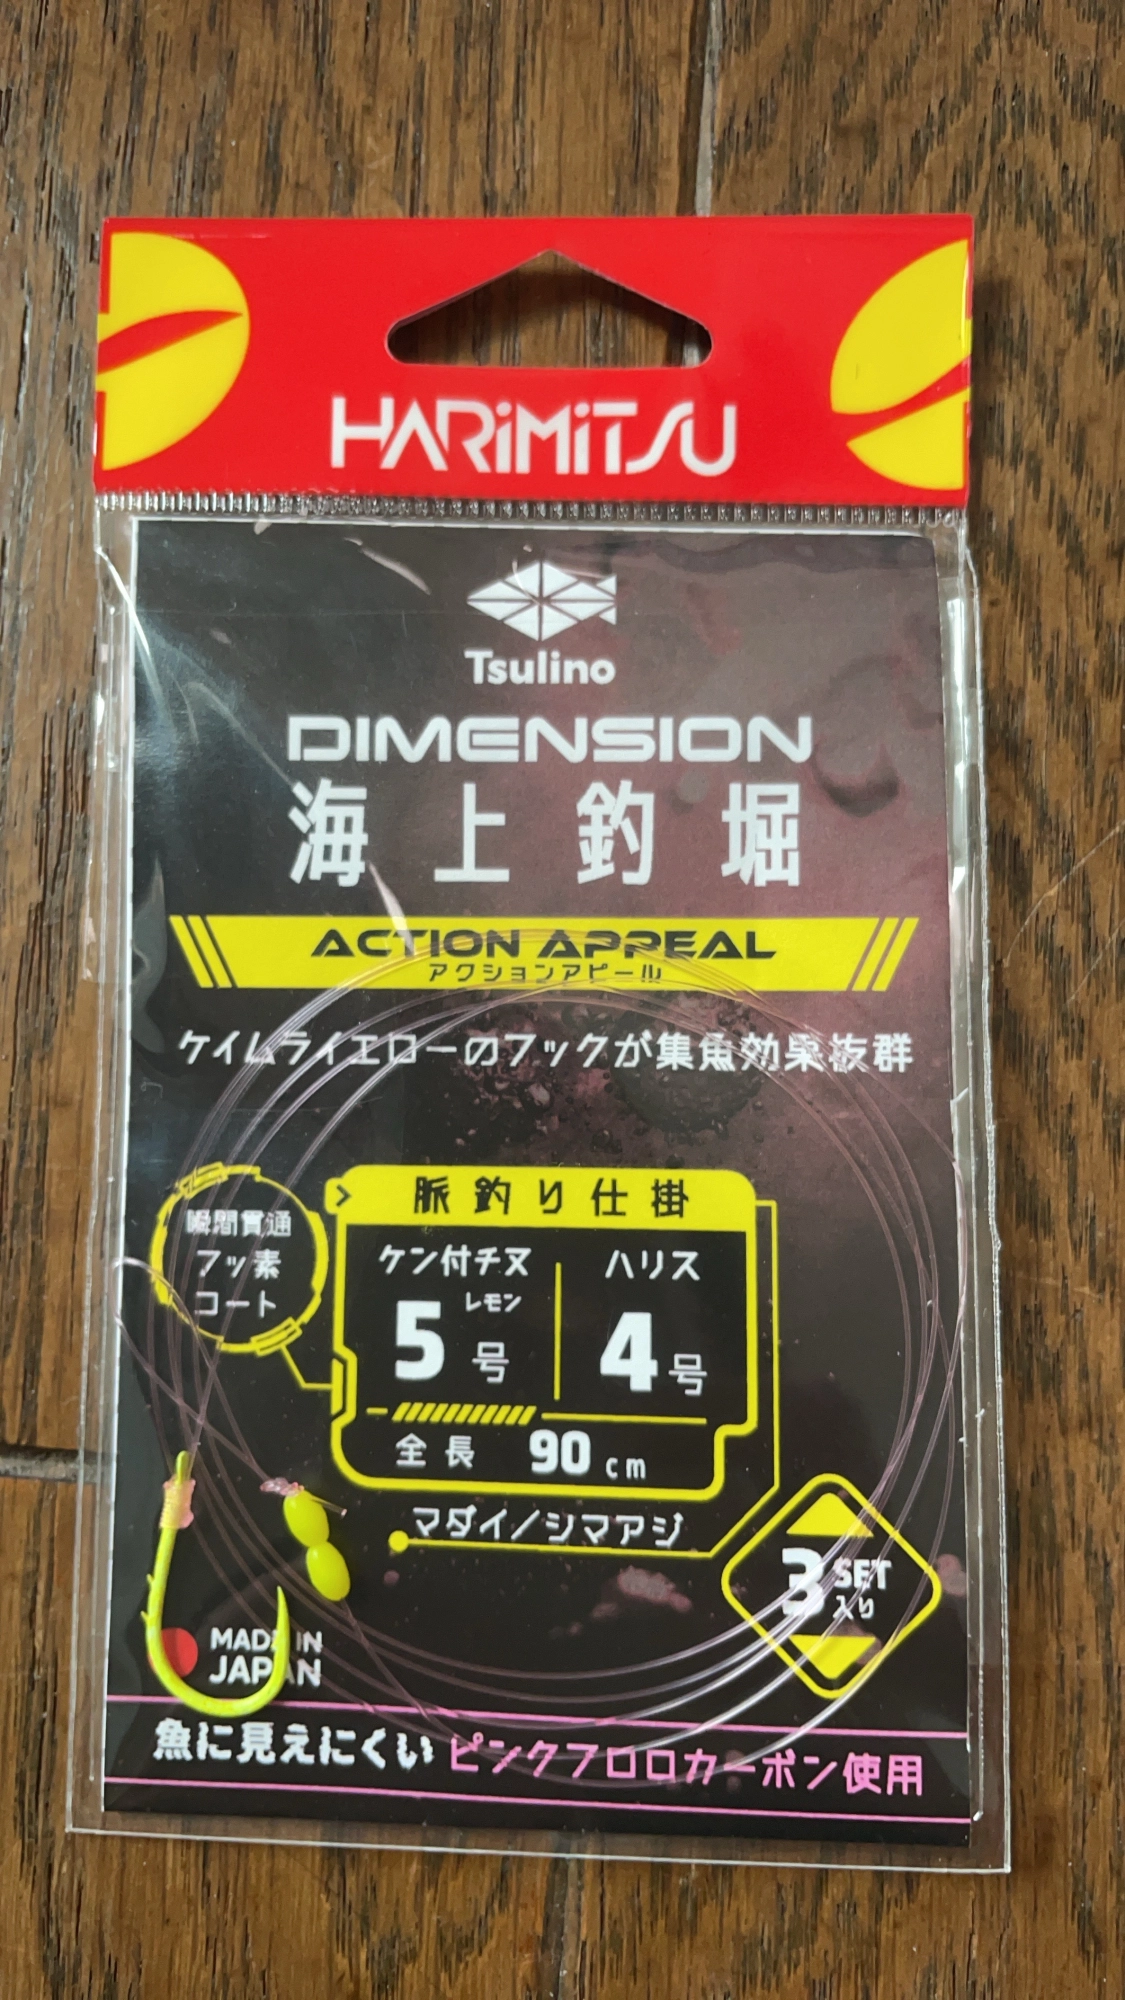 HARiMiTSU
Tsulino
DIMENSION
海上釣堀
ACTION APPEAL
アクションアピール
ケイムライエローのフックが集魚効果抜群
瞬間貫通
フッ素
コート
脈釣り仕掛
ケン付チヌ
レモン
5号
ハリス
4号
全長 90cm
マダイ/シマアジ
3 SET
入り
MADE IN
JAPAN
魚に見えにくいピンクフロロカーボン使用